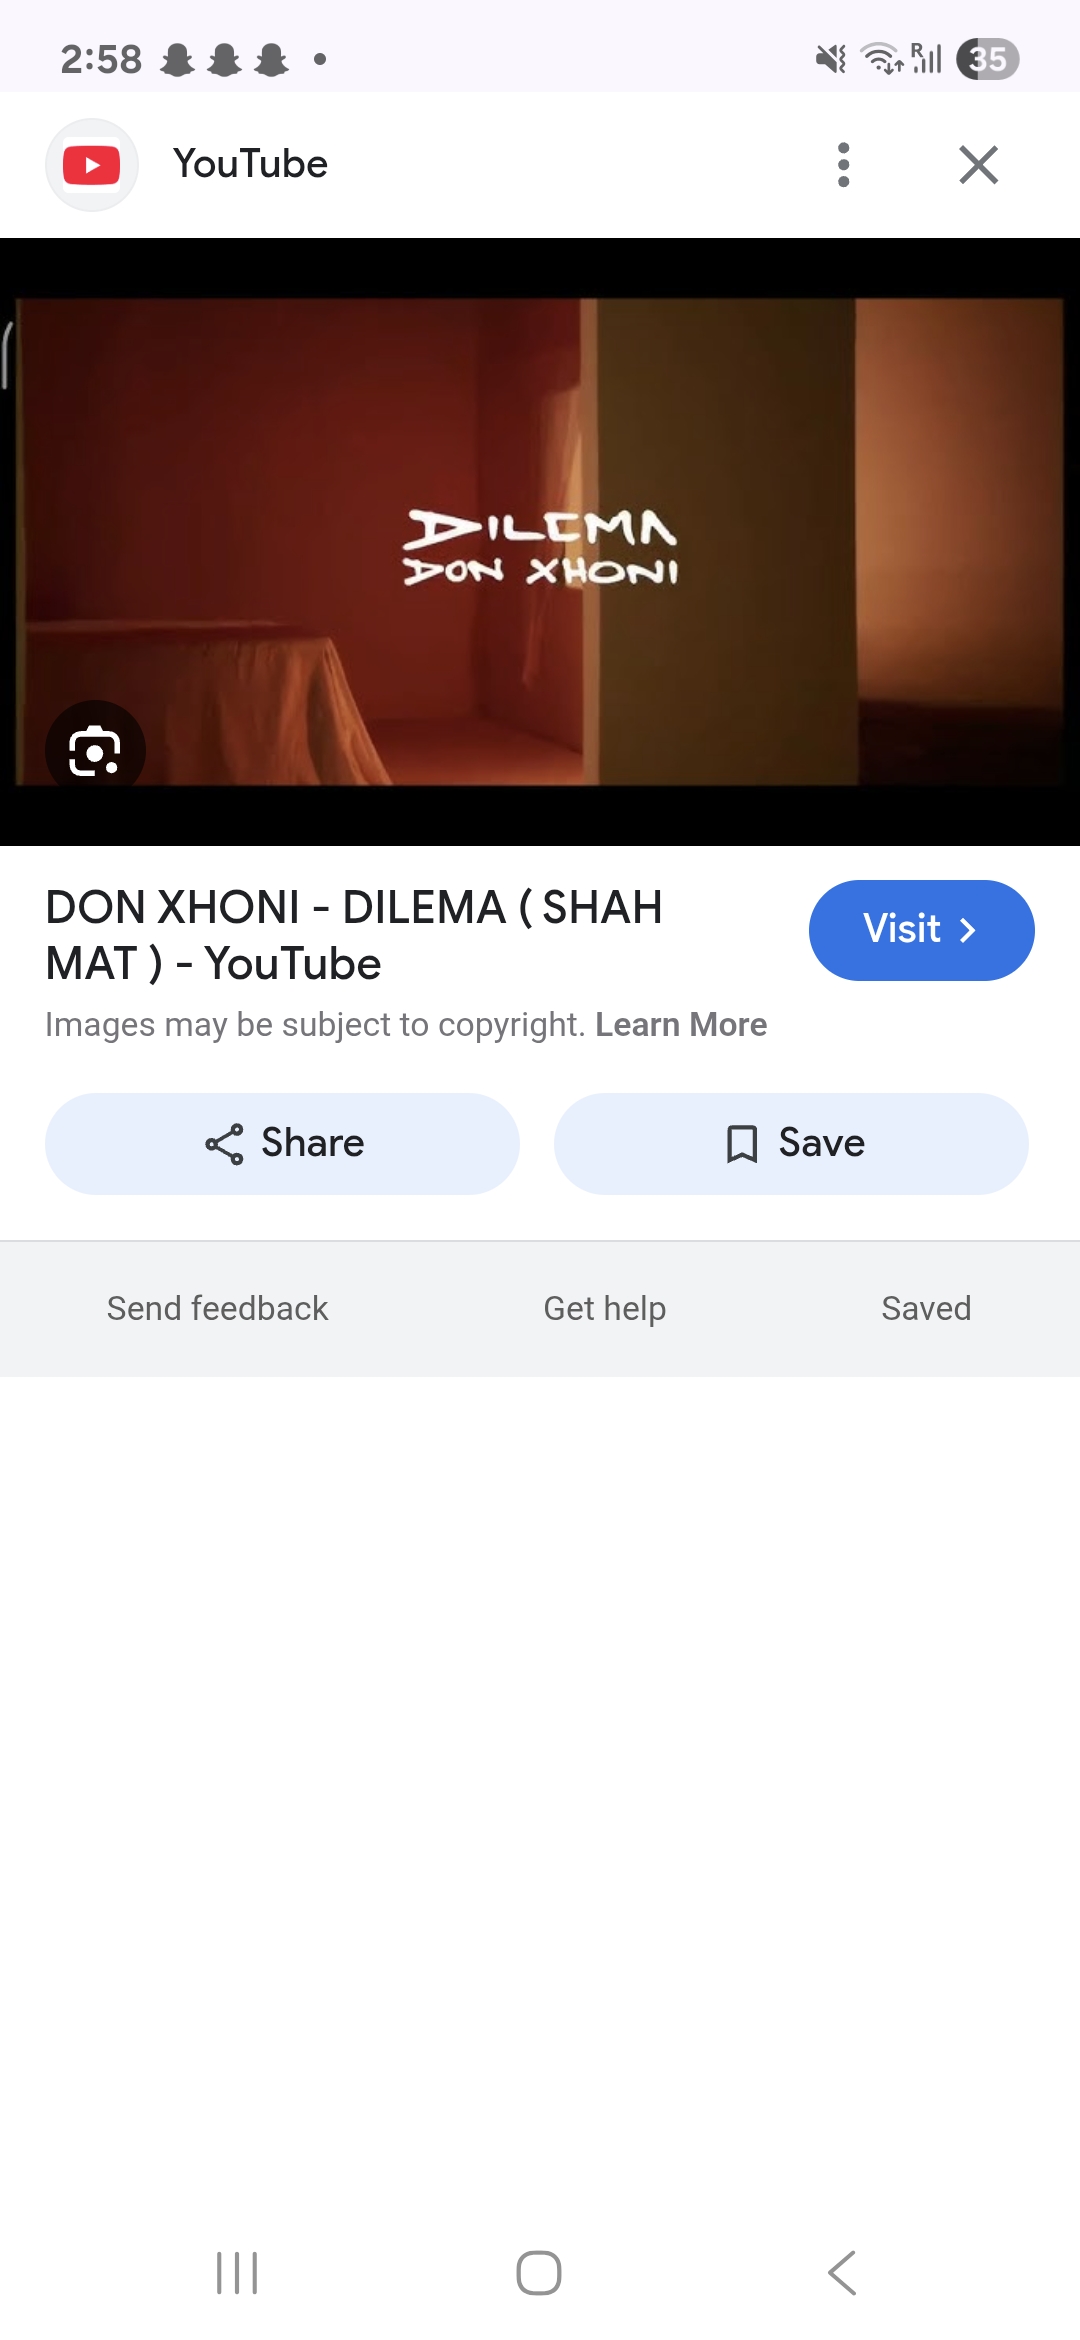 2:58
R
35
YouTube
DILEMA
DON XHONI
DON XHONI - DILEMA ( SHAH
MAT ) - YouTube
Visit
Images may be subject to copyright. Learn More
Share
Save
Send feedback
Get help
Saved